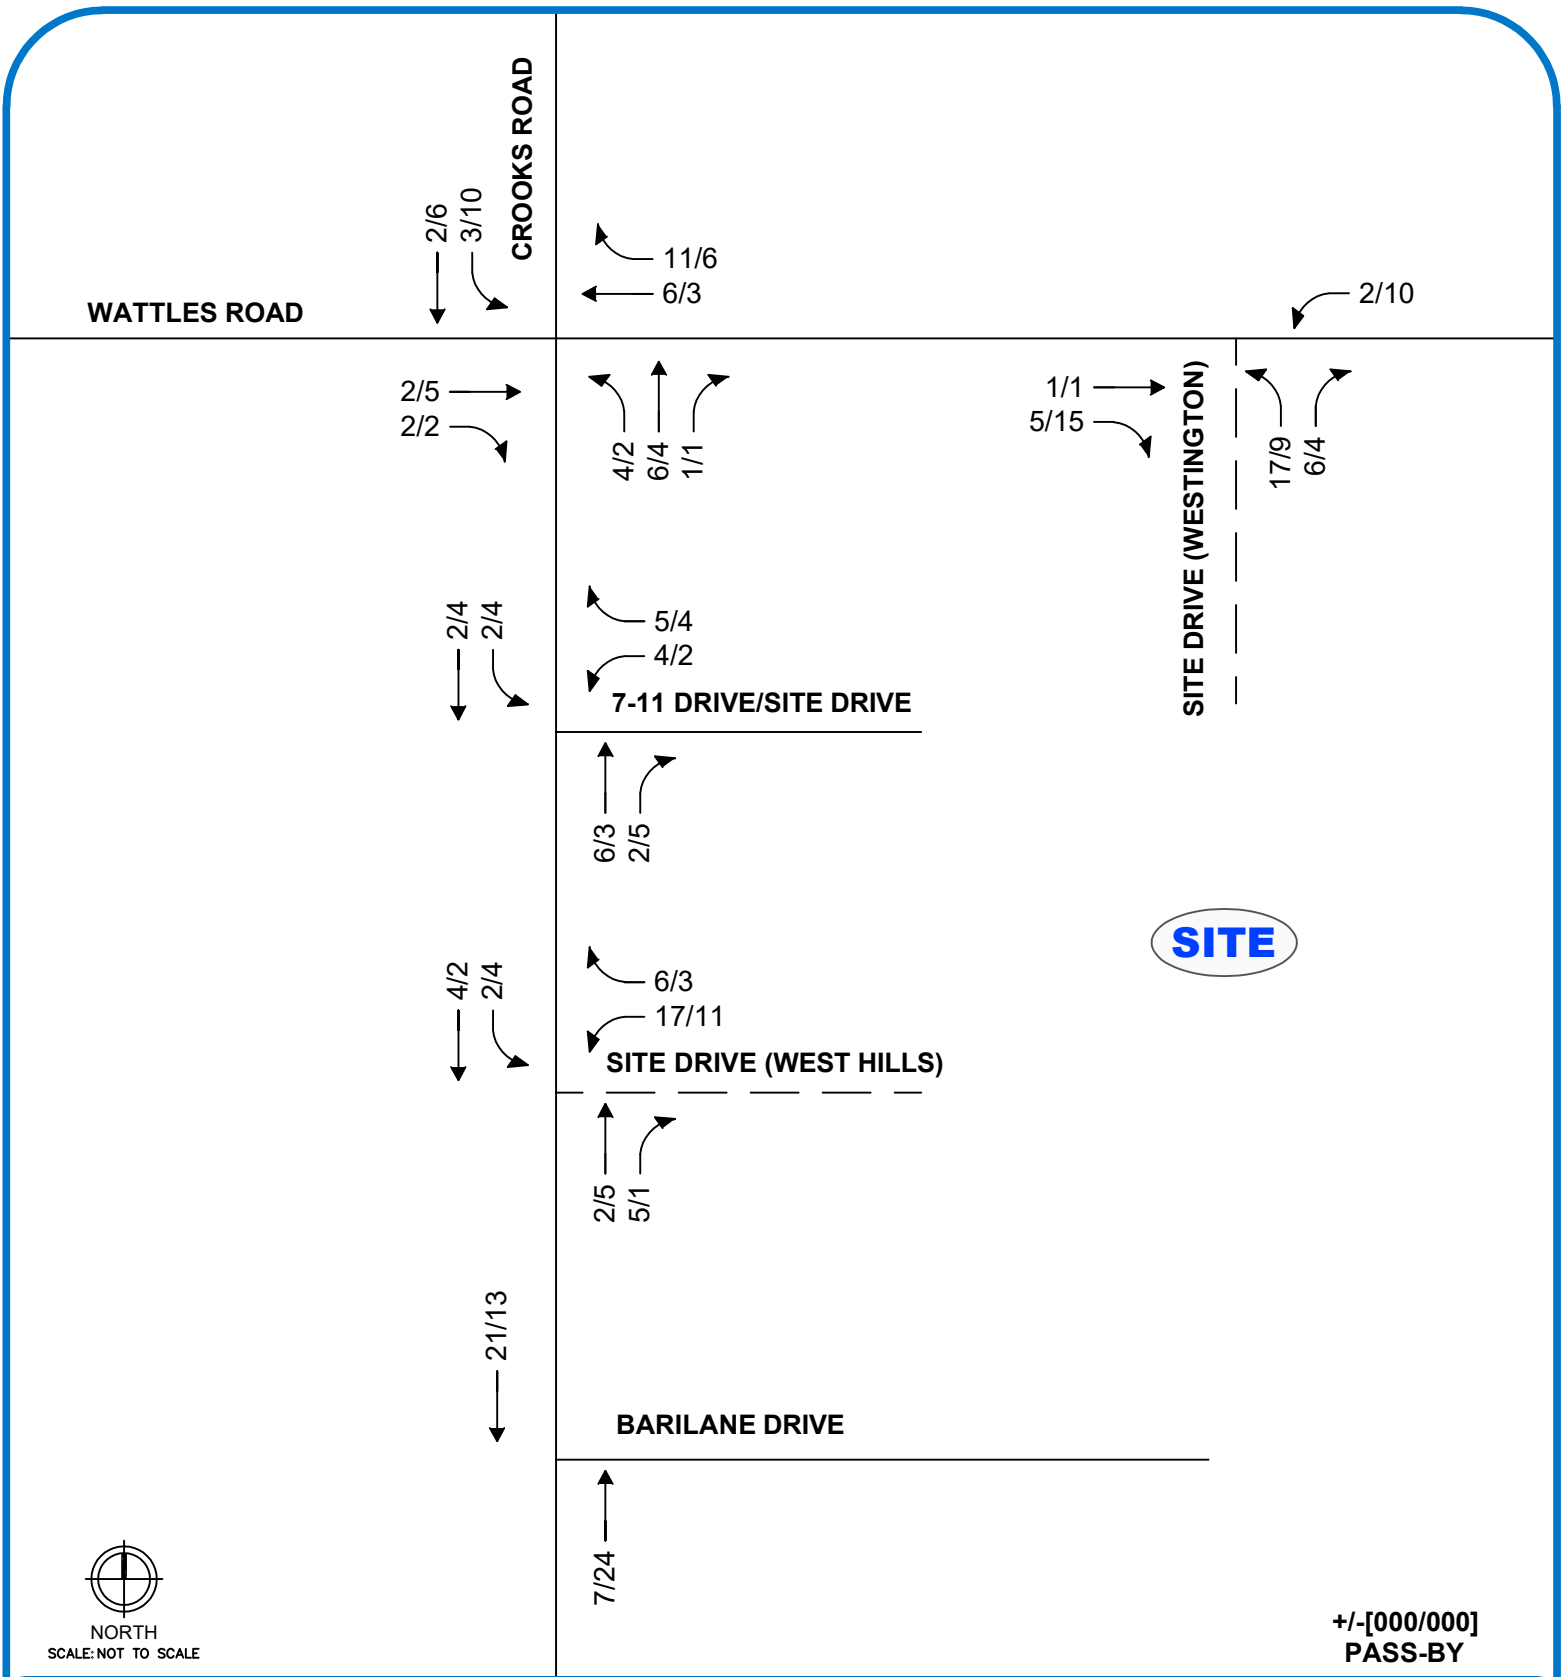 CROOKS ROAD
2/6
3/10
11/6
6/3
WATTLES ROAD
2/10
2/5
2/2
4/2
6/4
1/1
1/1
5/15
SITE DRIVE (WESTINGTON)
17/9
6/4
2/4
2/4
5/4
4/2
7-11 DRIVE/SITE DRIVE
6/3
2/5
SITE
4/2
2/4
6/3
17/11
SITE DRIVE (WEST HILLS)
2/5
5/1
21/13
BARILANE DRIVE
7/24
NORTH
SCALE: NOT TO SCALE
+/-[000/000]
PASS-BY